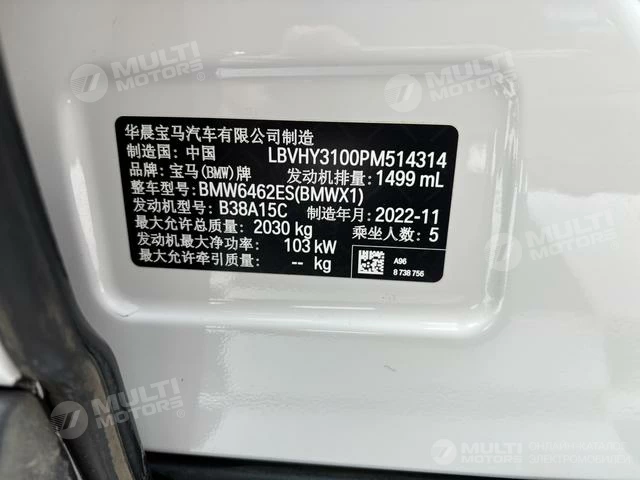 华晨宝马汽车有限公司制造
制造国: 中国 LBVHY3100PM514314
品牌: 宝马(BMW)牌 发动机排量: 1499 mL
整车型号: BMW6462ES(BMWX1)
发动机型号: B38A15C 制造年月: 2022-11
最大允许总质量: 2030 kg 乘坐人数: 5
发动机最大净功率: 103 kW
最大允许牵引质量: -- kg
A96
8 738 756
MULTI MOTORS
MULTI MOTORS
MULTI MOTORS
MULTI MOTORS
MULTI MOTORS
MULTI MOTORS